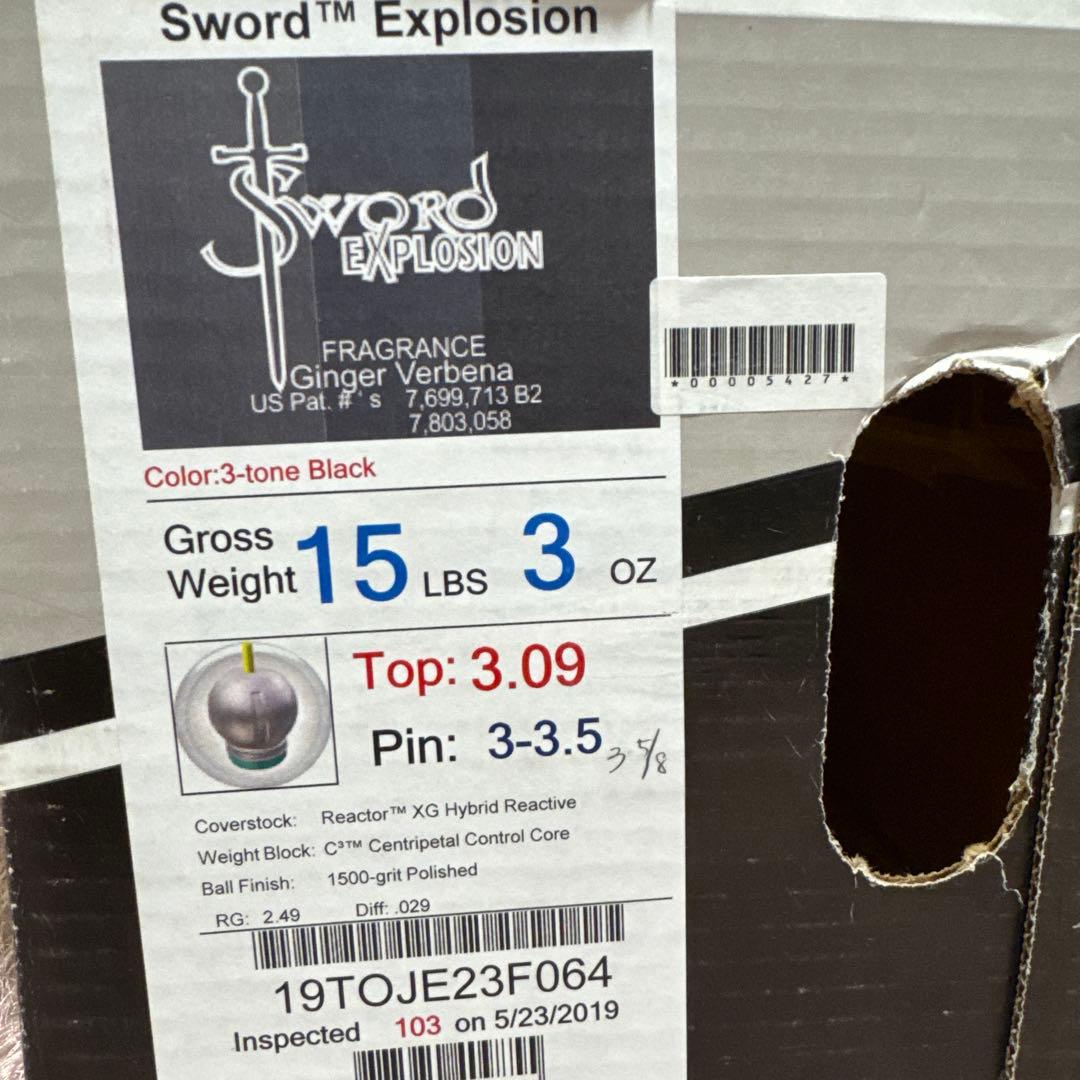 Sword™ Explosion
Sword
EXPLOSION
FRAGRANCE
Ginger Verbena
US Pat. #'s 7,699,713 B2
7,803,058
*00005427*
Color:3-tone Black
Gross
Weight 15 LBS 3 OZ
Top: 3.09
Pin: 3-3.5 3 5/8
Coverstock: Reactor™ XG Hybrid Reactive
Weight Block: C³™ Centripetal Control Core
Ball Finish: 1500-grit Polished
RG: 2.49 Diff: .029
19TOJE23F064
Inspected 103 on 5/23/2019